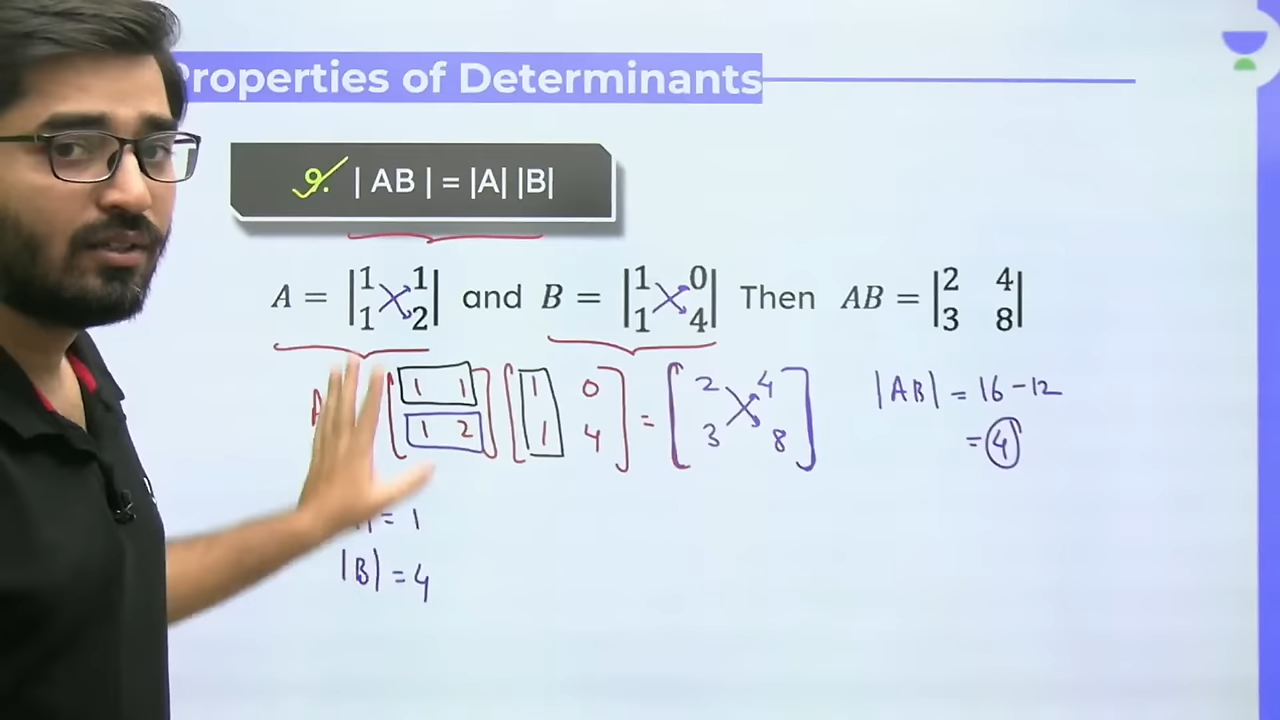 Properties of Determinants
9. | AB | = |A| |B|
A = |1 1| and B = |1 0| Then AB = |2 4|
|1 2| |1 4| |3 8|
A [1 1] [1 0] = [2 4] |AB| = 16 - 12
[1 2] [1 4] [3 8] = 4
= 1
|B| = 4